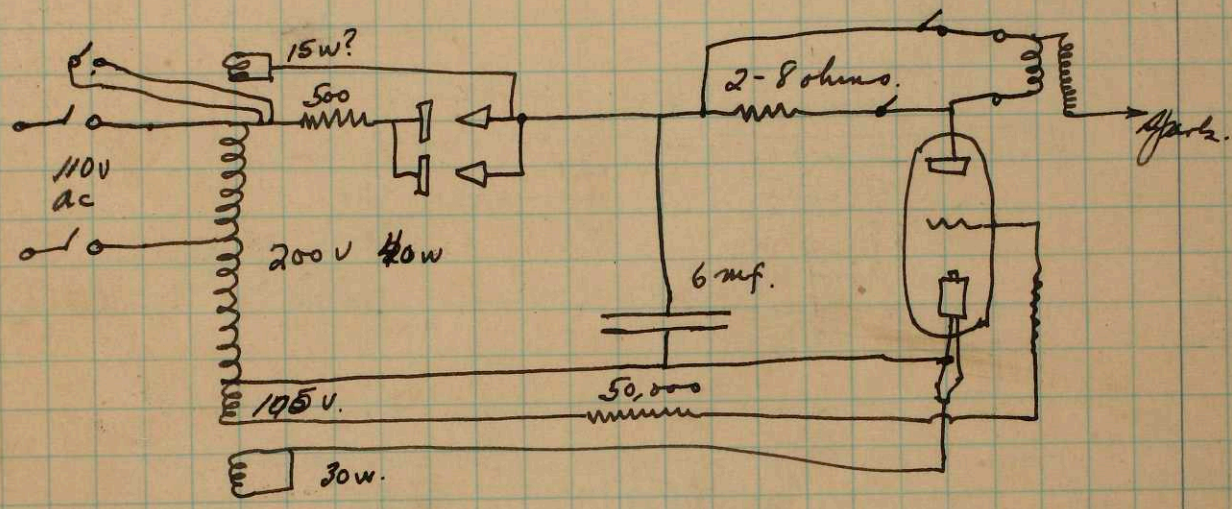 15w?
500
2-8 ohms.
Spark.
110v
ac
200v 40w
6 mf.
105v.
50,000
30w.